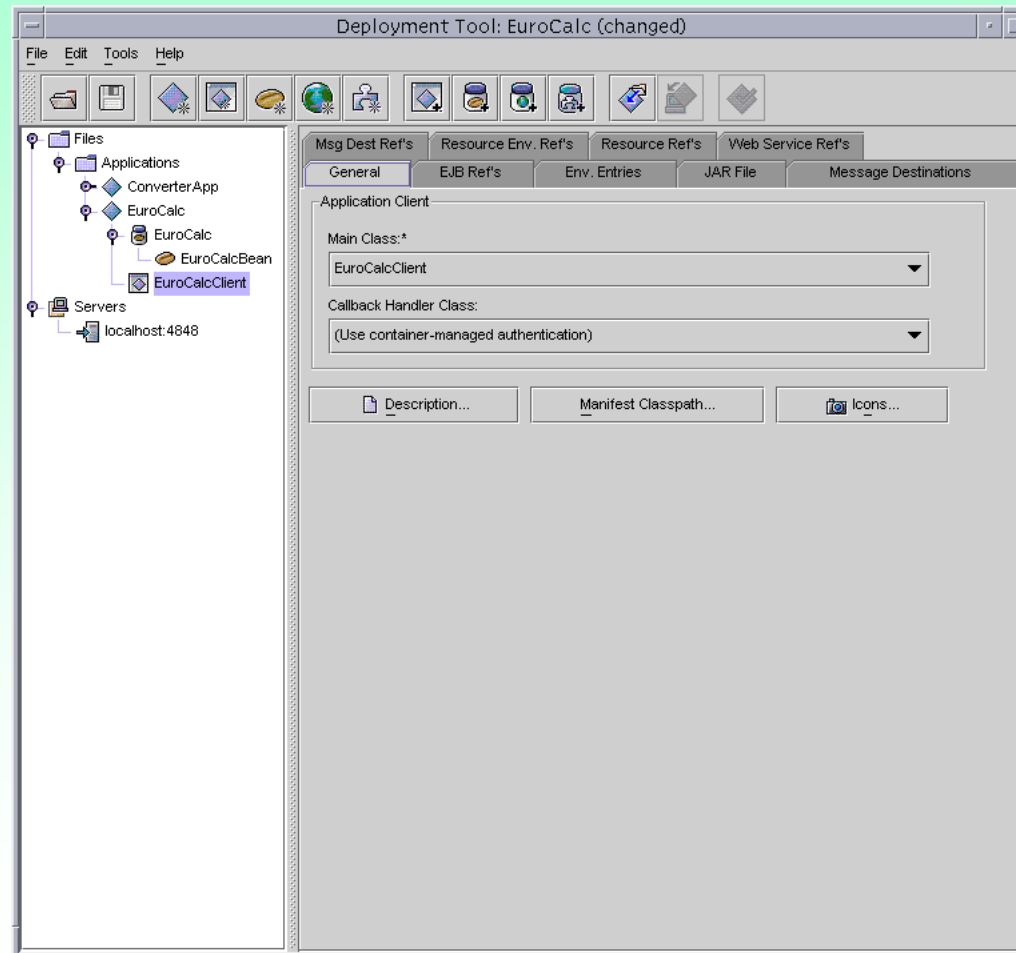 Deployment Tool: EuroCalc (changed)
File Edit Tools Help
Files
Applications
ConverterApp
EuroCalc
EuroCalc
EuroCalcBean
EuroCalcClient
Servers
localhost:4848
Msg Dest Ref's Resource Env. Ref's Resource Ref's Web Service Ref's
General EJB Ref's Env. Entries JAR File Message Destinations
Application Client
Main Class:*
EuroCalcClient
Callback Handler Class:
(Use container-managed authentication)
Description... Manifest Classpath... Icons...